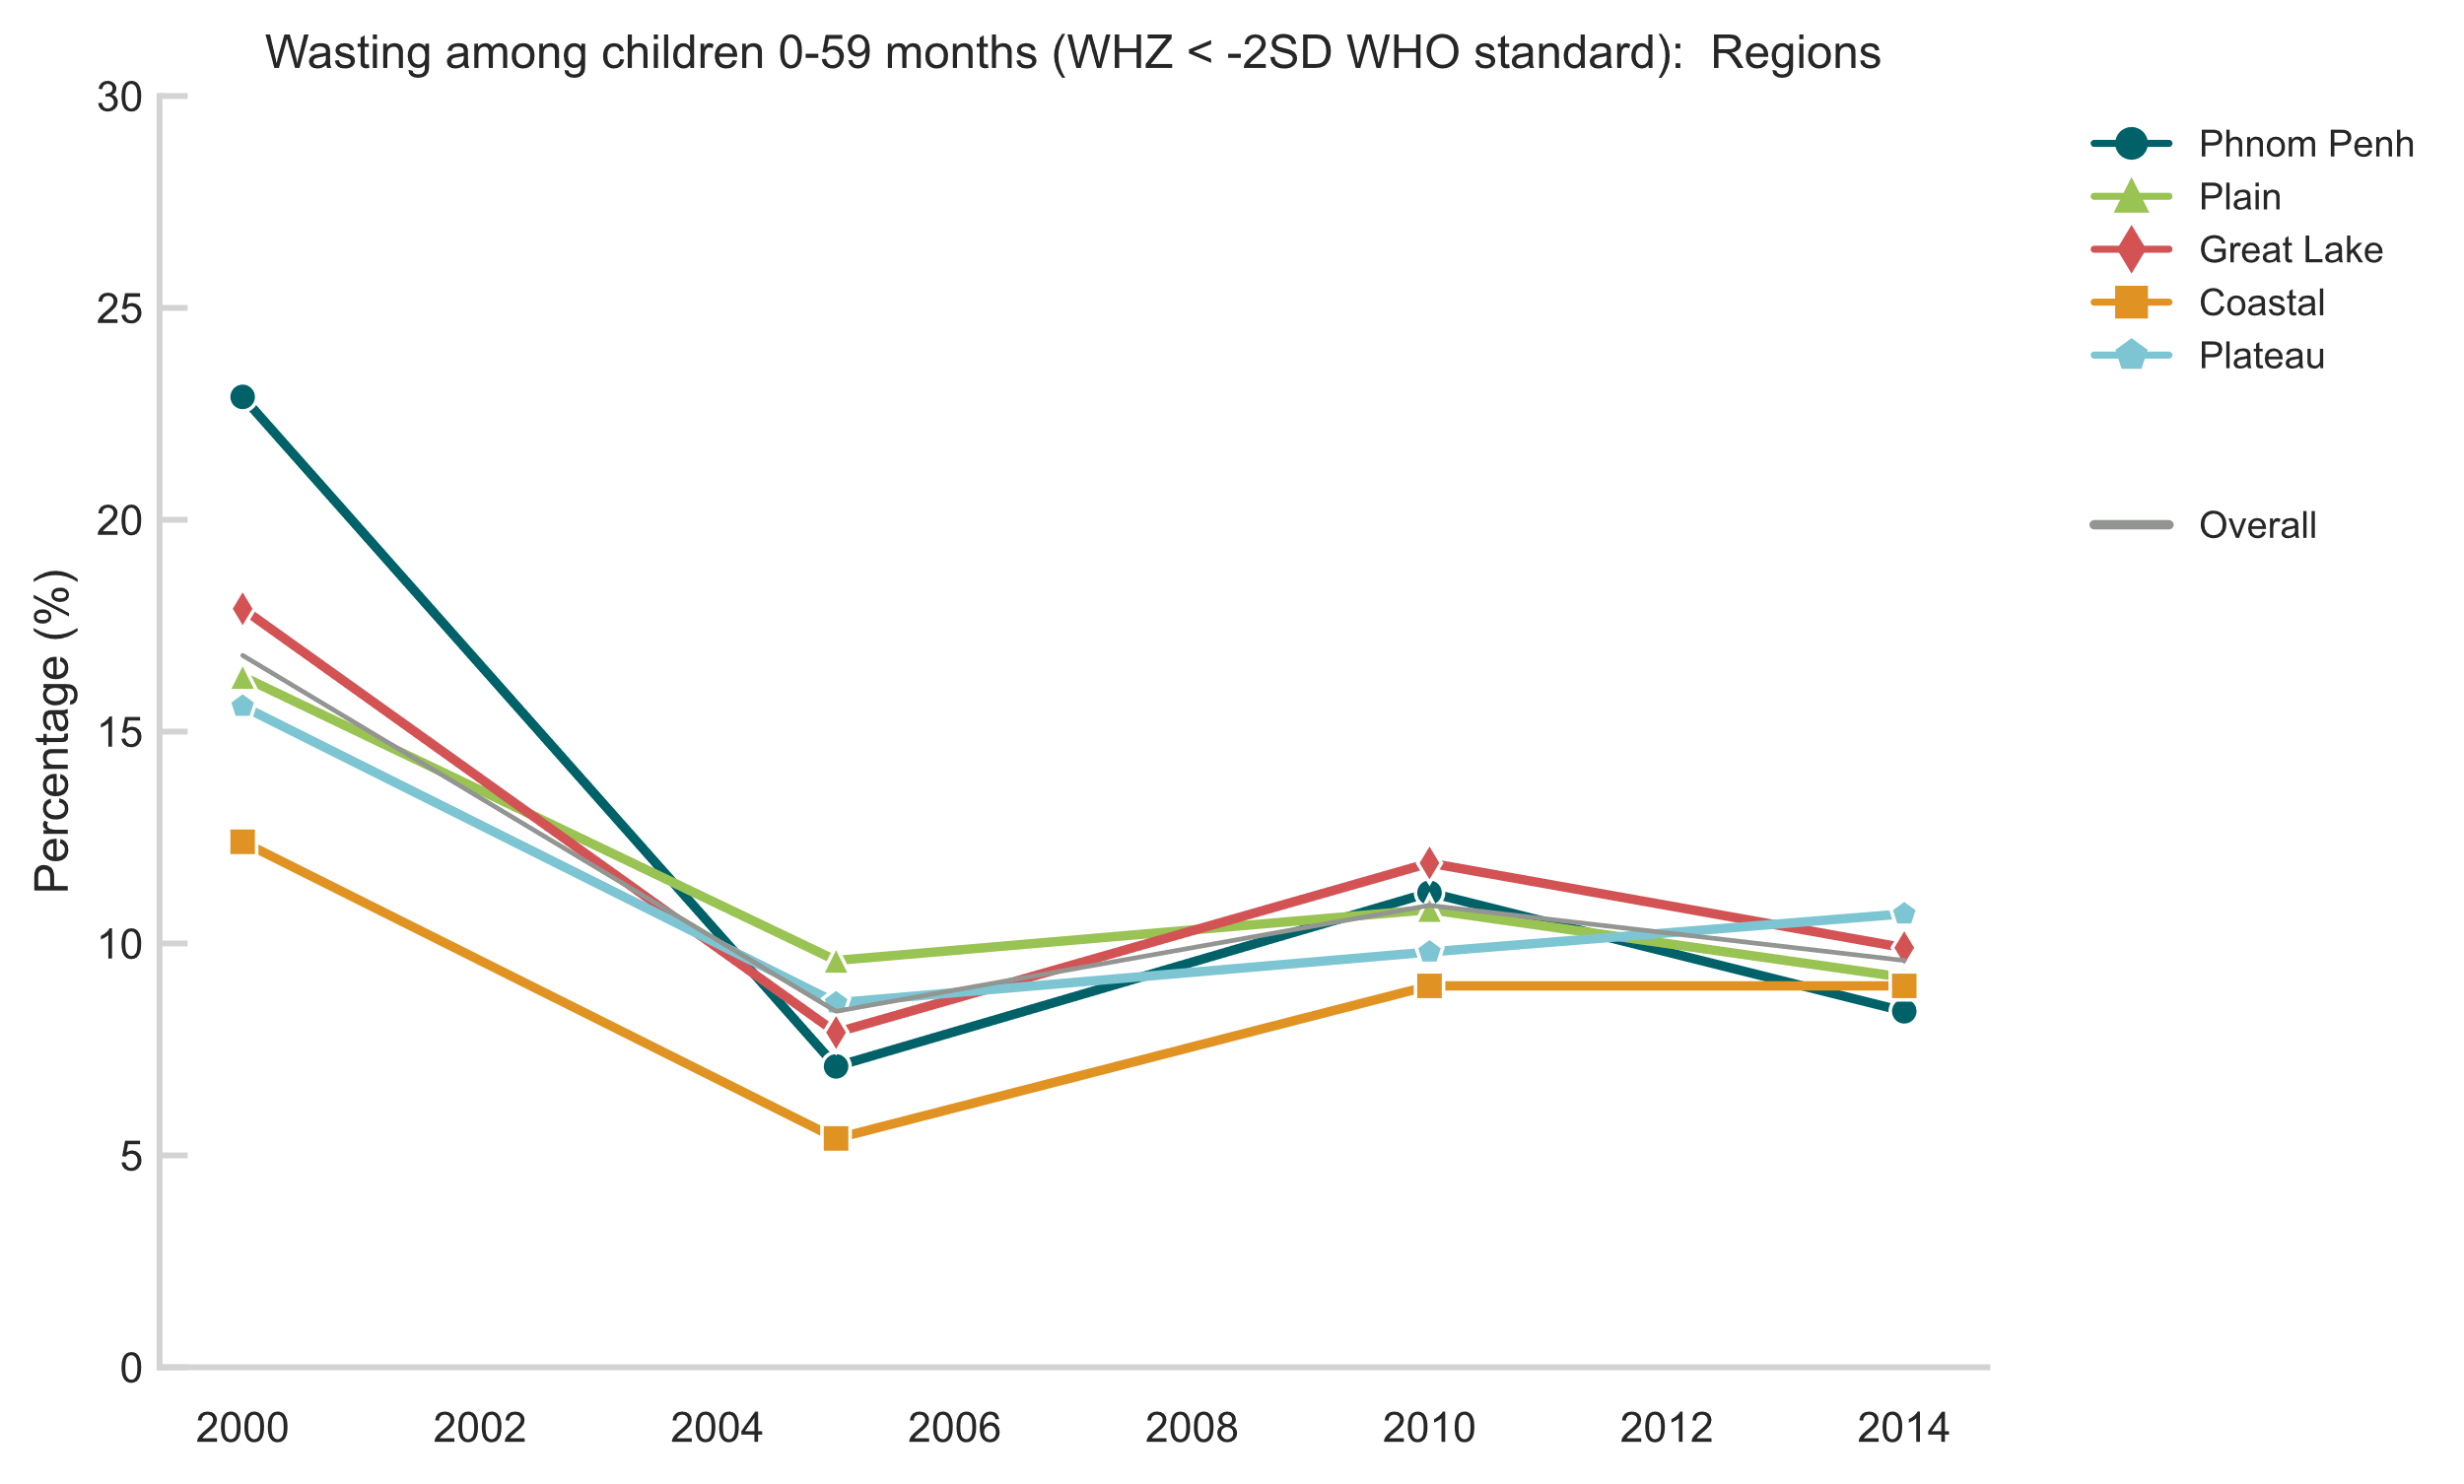 Wasting among children 0-59 months (WHZ < -2SD WHO standard):  Regions
Percentage (%)
30
25
20
15
10
5
0
2000 2002 2004 2006 2008 2010 2012 2014
Phnom Penh
Plain
Great Lake
Coastal
Plateau
Overall